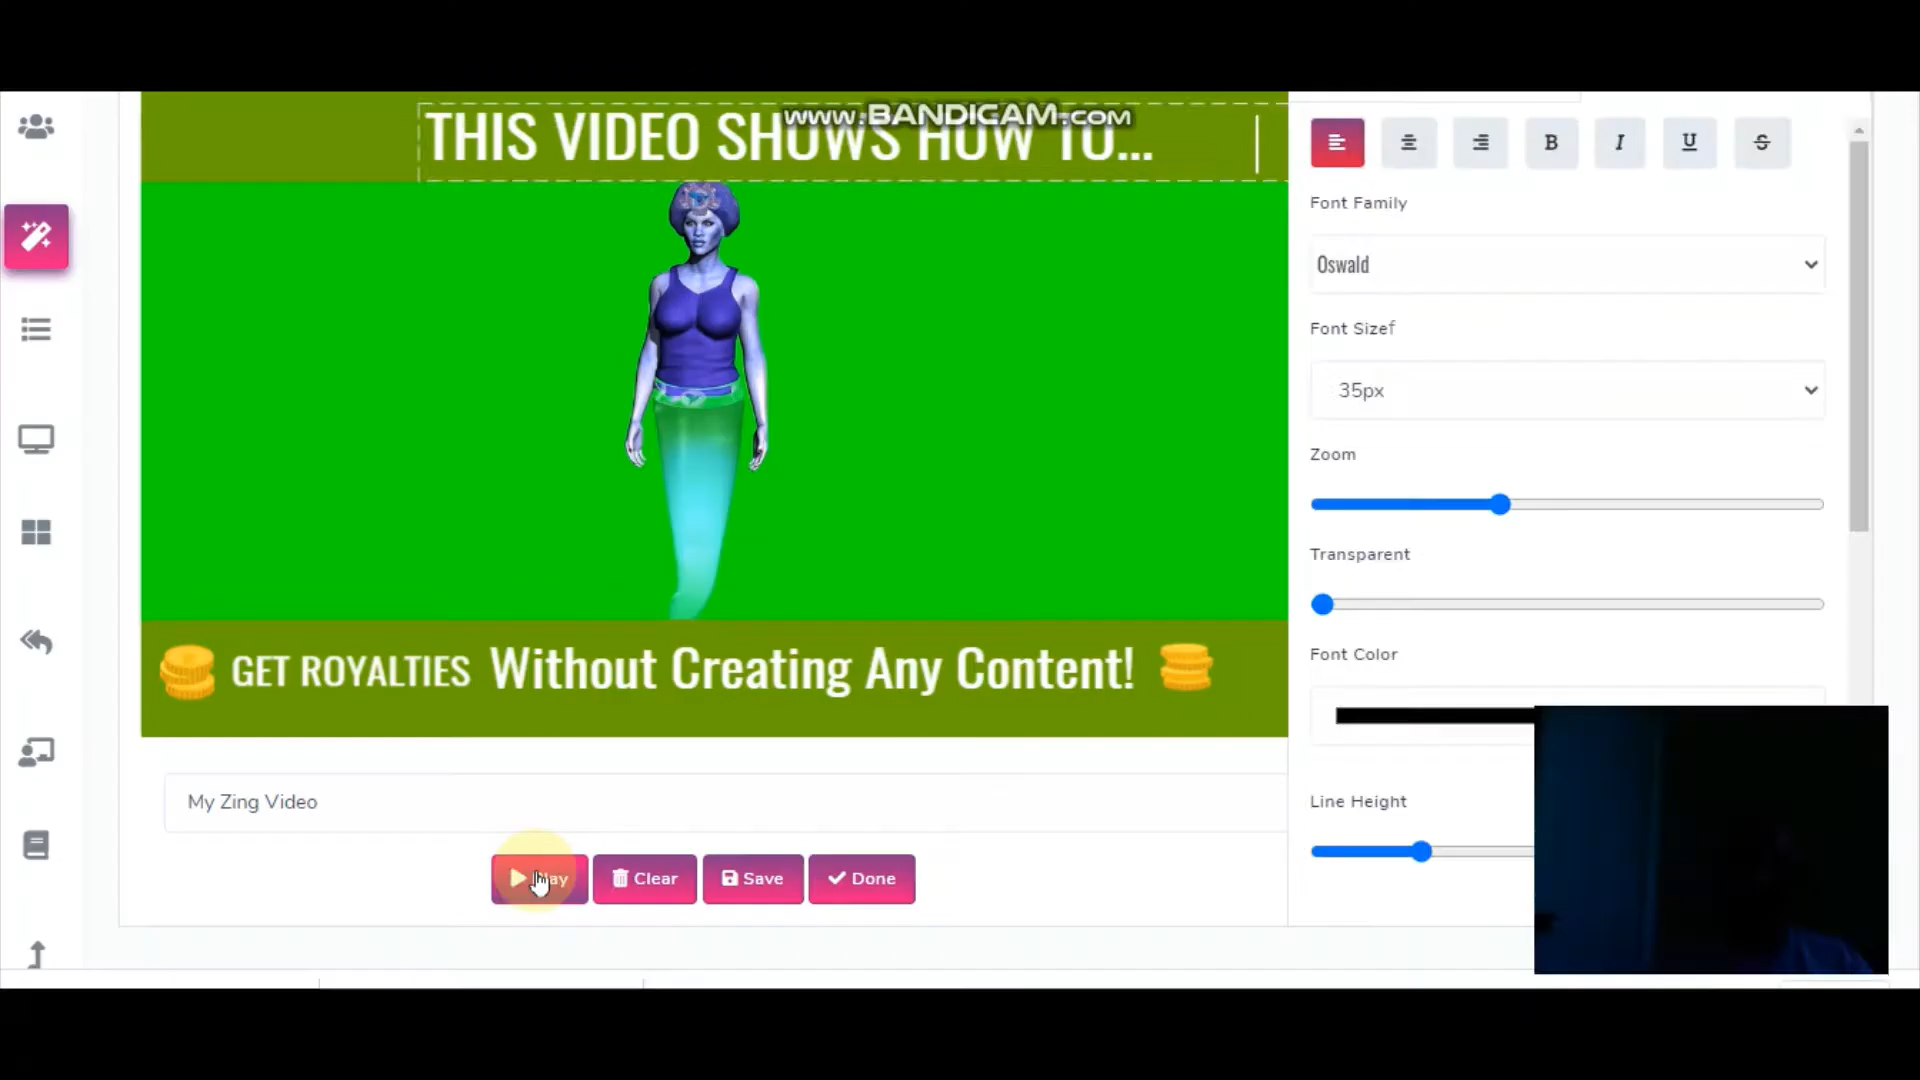 www.BANDICAM.com
THIS VIDEO SHOWS HOW TO...
B I U S
Font Family
Oswald
Font Sizef
35px
Zoom
Transparent
Font Color
GET ROYALTIES Without Creating Any Content!
My Zing Video
Line Height
Play Clear Save Done